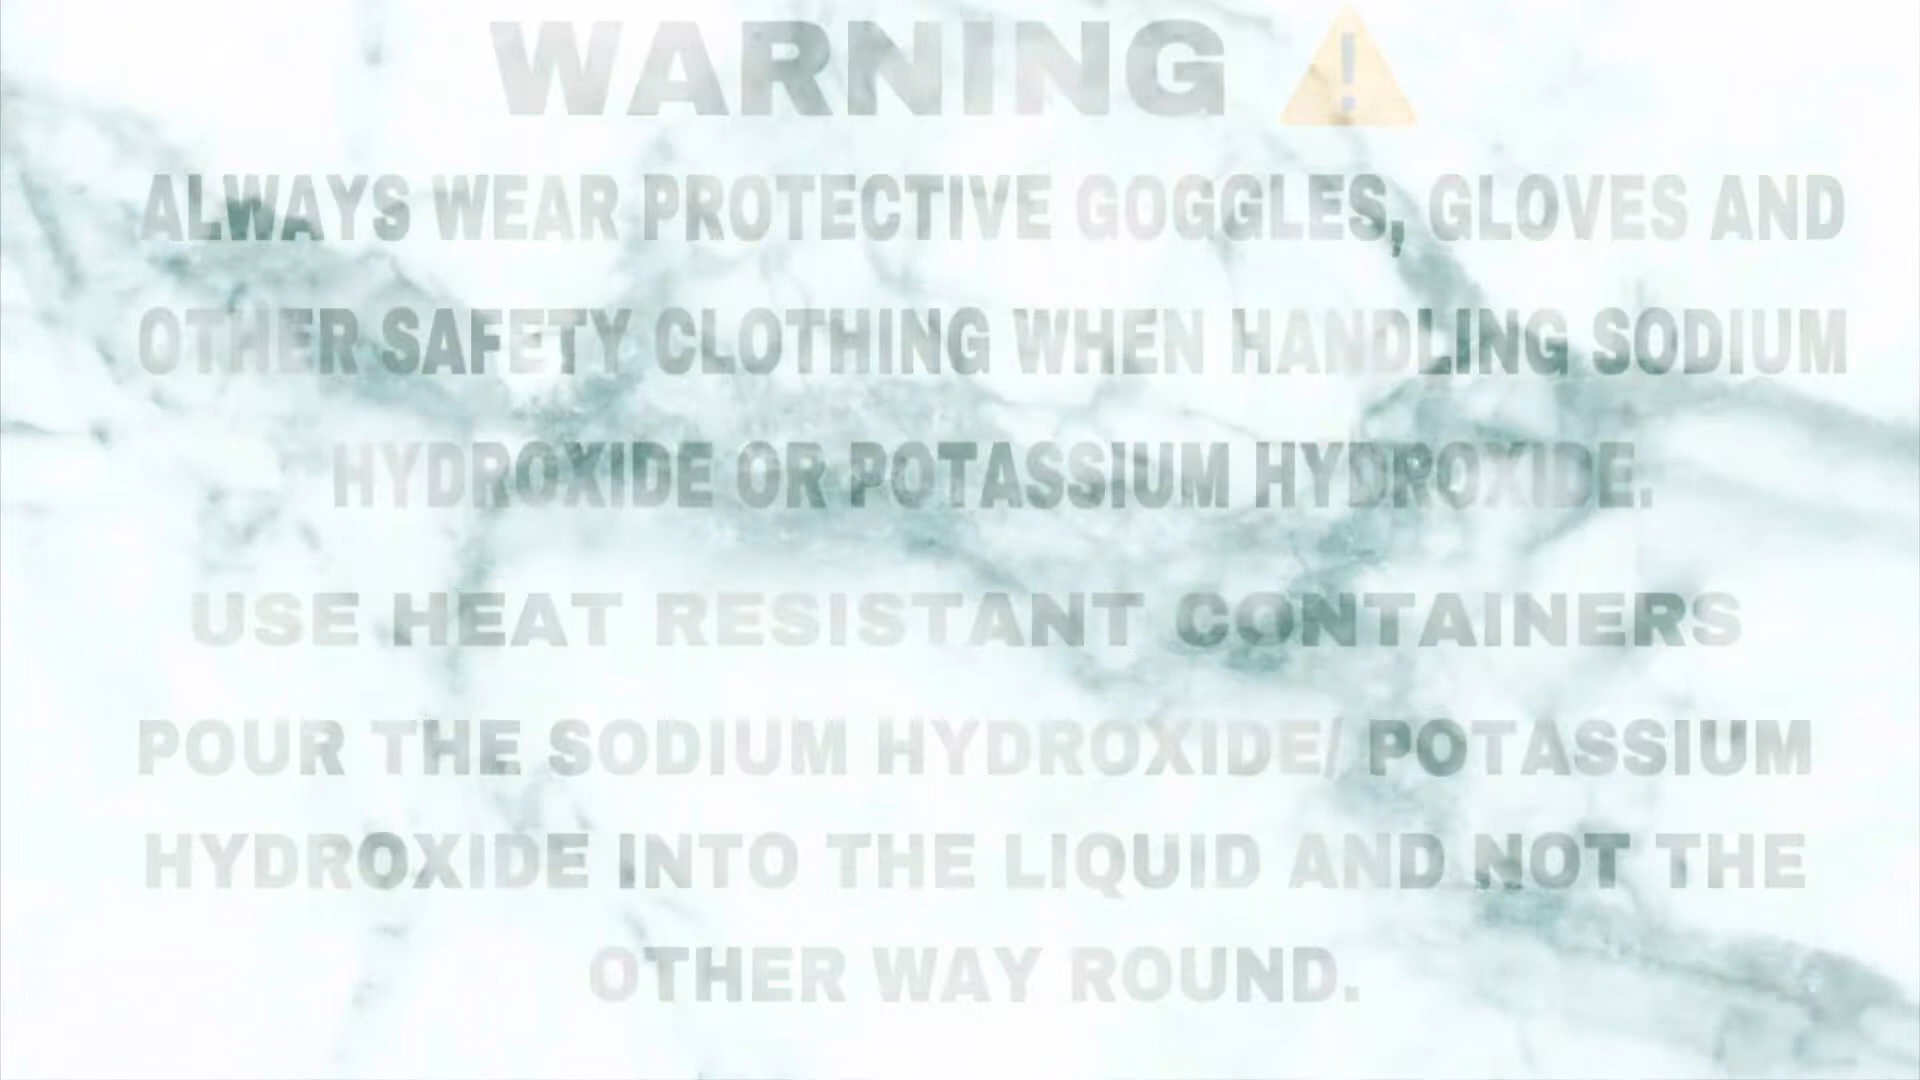 WARNING ⚠️
ALWAYS WEAR PROTECTIVE GOGGLES, GLOVES AND
OTHER SAFETY CLOTHING WHEN HANDLING SODIUM
HYDROXIDE OR POTASSIUM HYDROXIDE.
USE HEAT RESISTANT CONTAINERS
POUR THE SODIUM HYDROXIDE/ POTASSIUM
HYDROXIDE INTO THE LIQUID AND NOT THE
OTHER WAY ROUND.